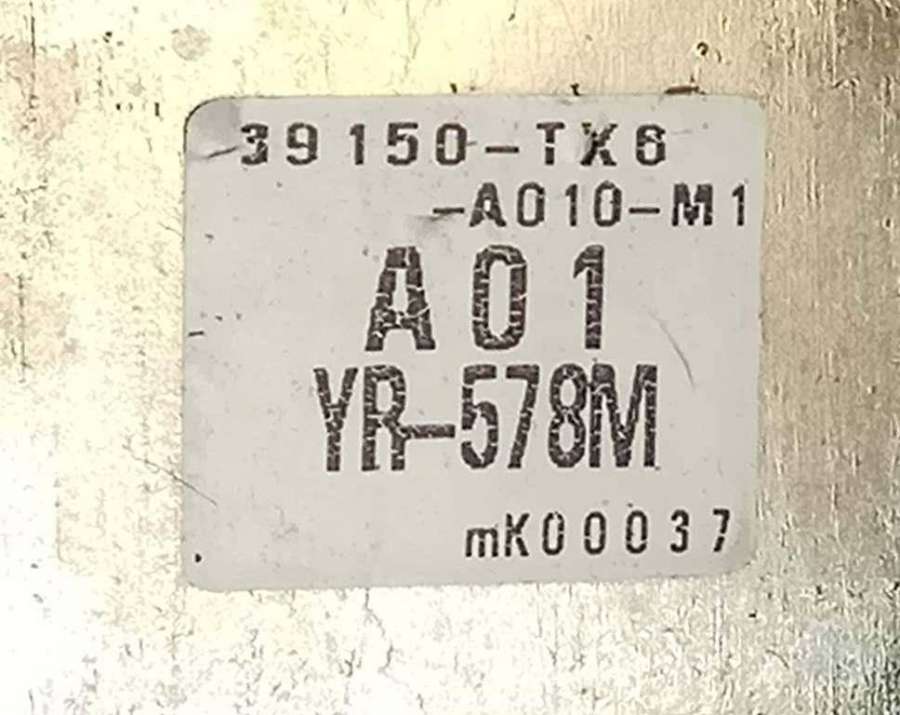 39150-TX6
-A010-M1
A01
YR-578M
mK00037